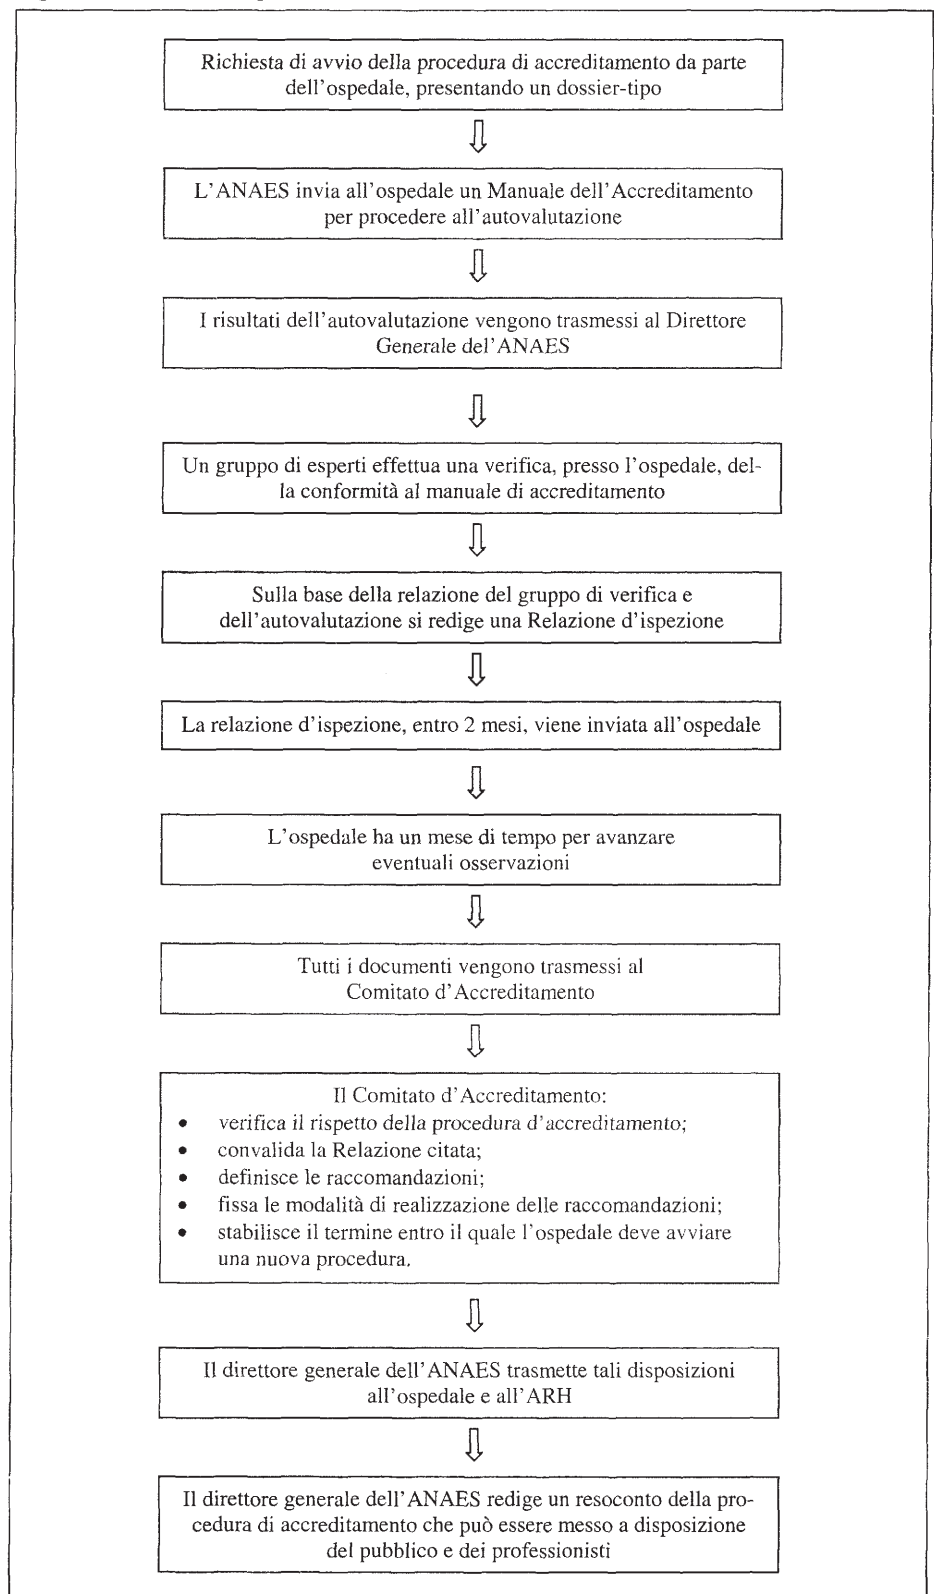 Richiesta di avvio della procedura di accreditamento da parte
dell'ospedale, presentando un dossier-tipo
L'ANAES invia all'ospedale un Manuale dell'Accreditamento
per procedere all'autovalutazione
I risultati dell'autovalutazione vengono trasmessi al Direttore
Generale del'ANAES
Un gruppo di esperti effettua una verifica, presso l'ospedale, del-
la conformità al manuale di accreditamento
Sulla base della relazione del gruppo di verifica e
dell'autovalutazione si redige una Relazione d'ispezione
La relazione d'ispezione, entro 2 mesi, viene inviata all'ospedale
L'ospedale ha un mese di tempo per avanzare
eventuali osservazioni
Tutti i documenti vengono trasmessi al
Comitato d'Accreditamento
Il Comitato d'Accreditamento:
• verifica il rispetto della procedura d'accreditamento;
• convalida la Relazione citata;
• definisce le raccomandazioni;
• fissa le modalità di realizzazione delle raccomandazioni;
• stabilisce il termine entro il quale l'ospedale deve avviare
una nuova procedura.
Il direttore generale dell'ANAES trasmette tali disposizioni
all'ospedale e all'ARH
Il direttore generale dell'ANAES redige un resoconto della pro-
cedura di accreditamento che può essere messo a disposizione
del pubblico e dei professionisti